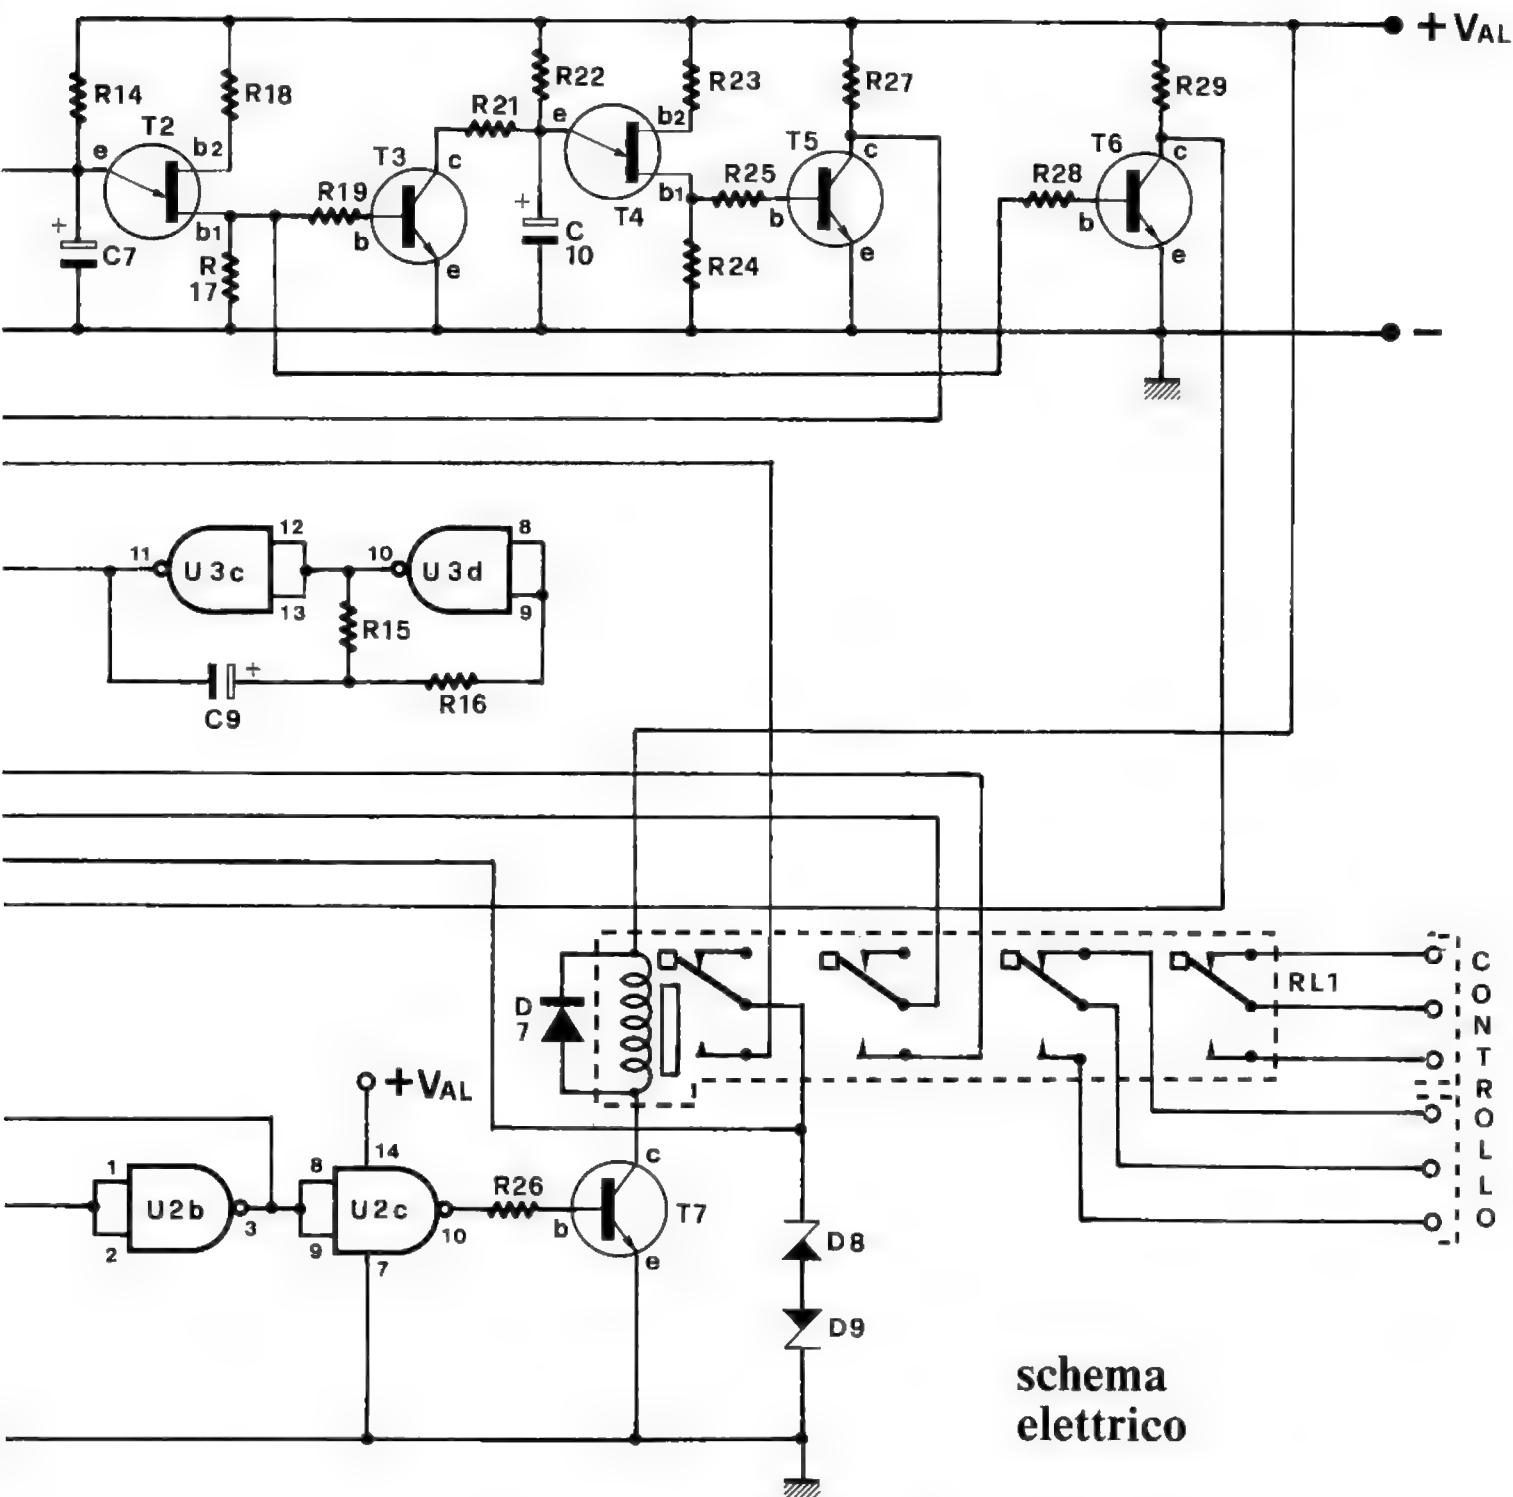 + VAL
R14
R18
R22
R23
R27
R29
R21
T2
e
b2
e
b2
T5
c
T6
c
T3
c
R19
R25
R28
b1
b
b1
b
b
T4
+
C7
R
17
+
C
10
e
R24
e
e
−
12
8
11
U3c
10
U3d
13
9
R15
C9
+
R16
D
7
RL1
CONTROLLO
+VAL
14
c
1
8
R26
U2b
U2c
T7
3
10
b
2
9
7
e
D8
D9
schema
elettrico